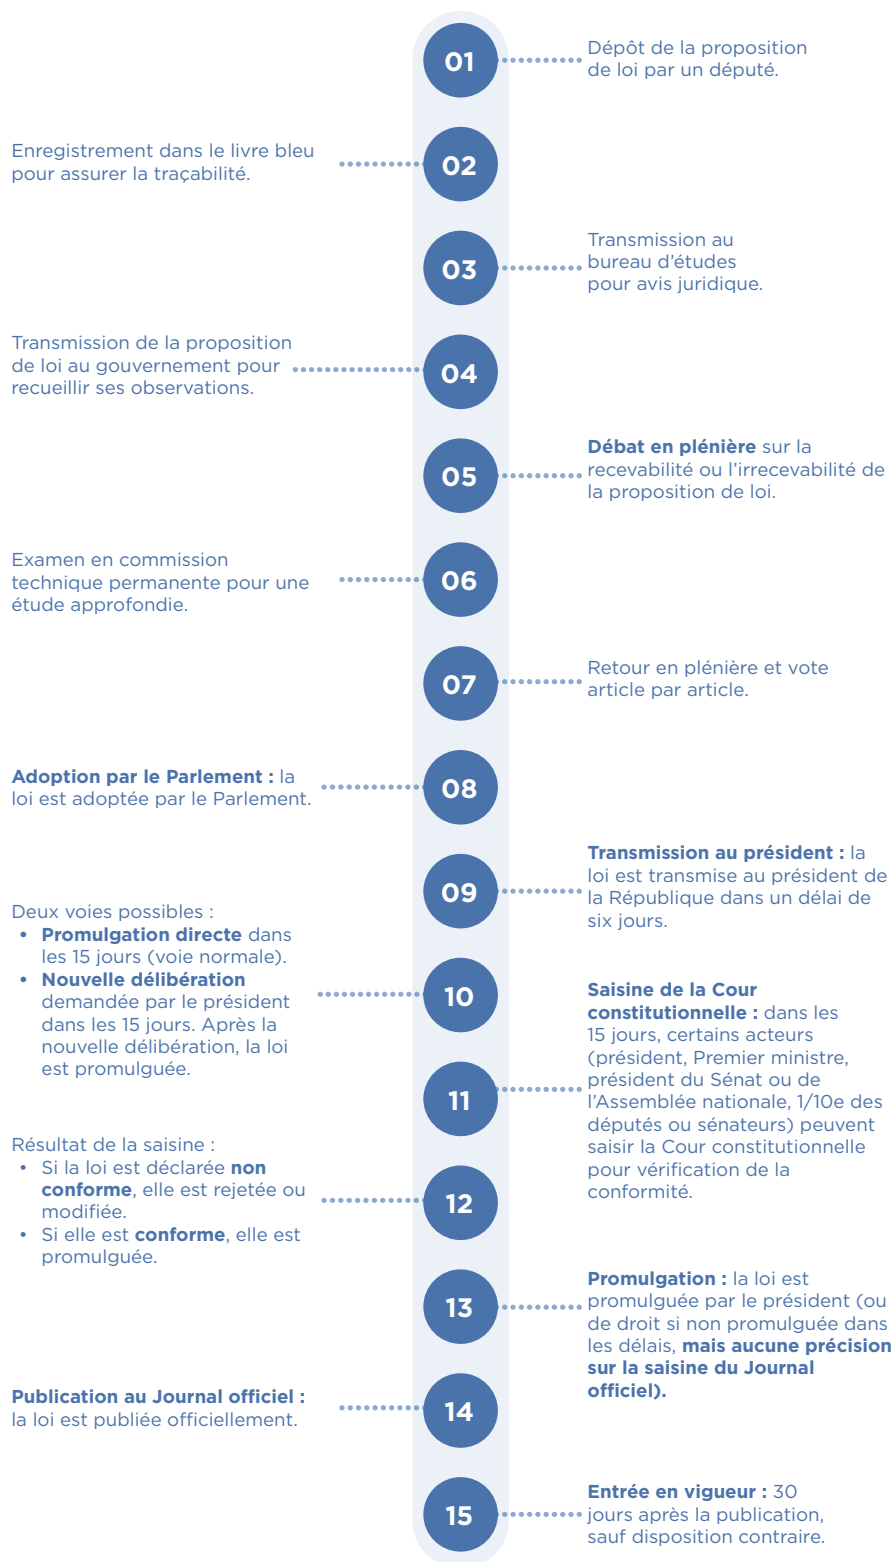 01
Dépôt de la proposition
de loi par un député.
02
Enregistrement dans le livre bleu
pour assurer la traçabilité.
03
Transmission au
bureau d’études
pour avis juridique.
04
Transmission de la proposition
de loi au gouvernement pour
recueillir ses observations.
05
Débat en plénière sur la
recevabilité ou l’irrecevabilité de
la proposition de loi.
06
Examen en commission
technique permanente pour une
étude approfondie.
07
Retour en plénière et vote
article par article.
08
Adoption par le Parlement : la
loi est adoptée par le Parlement.
09
Transmission au président : la
loi est transmise au président de
la République dans un délai de
six jours.
10
Deux voies possibles :
• Promulgation directe dans
les 15 jours (voie normale).
• Nouvelle délibération
demandée par le président
dans les 15 jours. Après la
nouvelle délibération, la loi
est promulguée.
11
Saisine de la Cour
constitutionnelle : dans les
15 jours, certains acteurs
(président, Premier ministre,
président du Sénat ou de
l’Assemblée nationale, 1/10e des
députés ou sénateurs) peuvent
saisir la Cour constitutionnelle
pour vérification de la
conformité.
12
Résultat de la saisine :
• Si la loi est déclarée non
conforme, elle est rejetée ou
modifiée.
• Si elle est conforme, elle est
promulguée.
13
Promulgation : la loi est
promulguée par le président (ou
de droit si non promulguée dans
les délais, mais aucune précision
sur la saisine du Journal
officiel).
14
Publication au Journal officiel :
la loi est publiée officiellement.
15
Entrée en vigueur : 30
jours après la publication,
sauf disposition contraire.